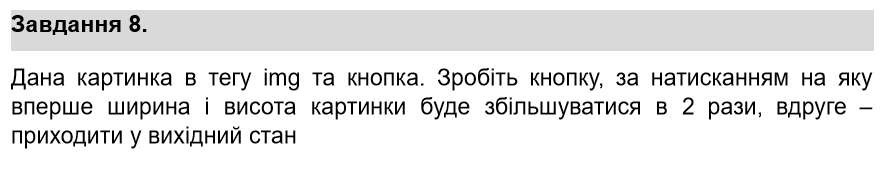 Завдання 8.
Дана картинка в тегу img та кнопка. Зробіть кнопку, за натисканням на яку
вперше ширина і висота картинки буде збільшуватися в 2 рази, вдруге –
приходити у вихідний стан